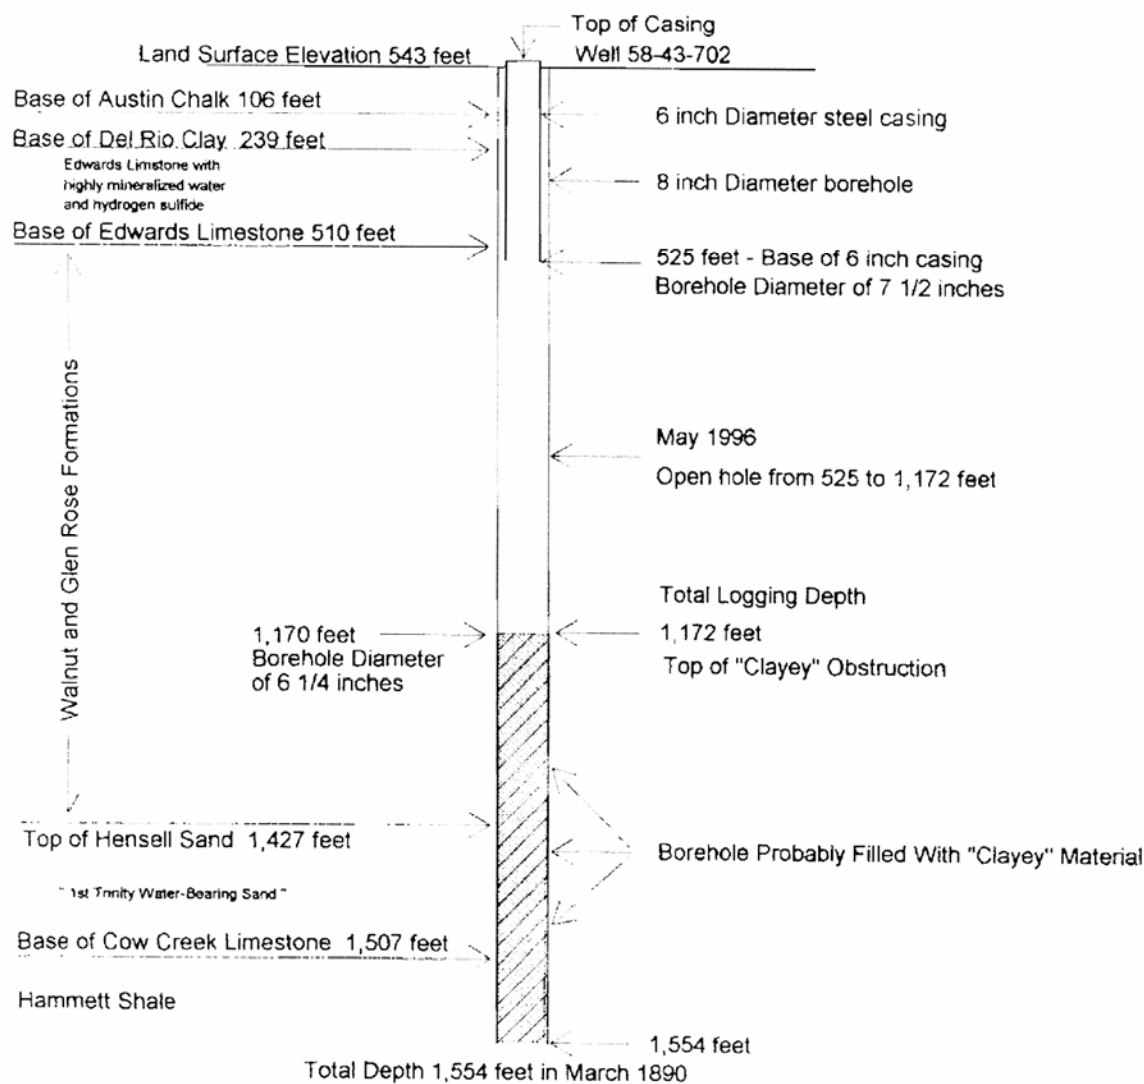 Top of Casing
Land Surface Elevation 543 feet
Well 58-43-702
Base of Austin Chalk 106 feet
6 inch Diameter steel casing
Base of Del Rio Clay 239 feet
Edwards Limstone with
highly mineralized water
and hydrogen sulfide
8 inch Diameter borehole
Base of Edwards Limestone 510 feet
525 feet - Base of 6 inch casing
Borehole Diameter of 7 1/2 inches
Walnut and Glen Rose Formations
May 1996
Open hole from 525 to 1,172 feet
Total Logging Depth
1,172 feet
Top of "Clayey" Obstruction
1,170 feet
Borehole Diameter
of 6 1/4 inches
Top of Hensell Sand 1,427 feet
Borehole Probably Filled With "Clayey" Material
" 1st Trinity Water-Bearing Sand "
Base of Cow Creek Limestone 1,507 feet
Hammett Shale
1,554 feet
Total Depth 1,554 feet in March 1890